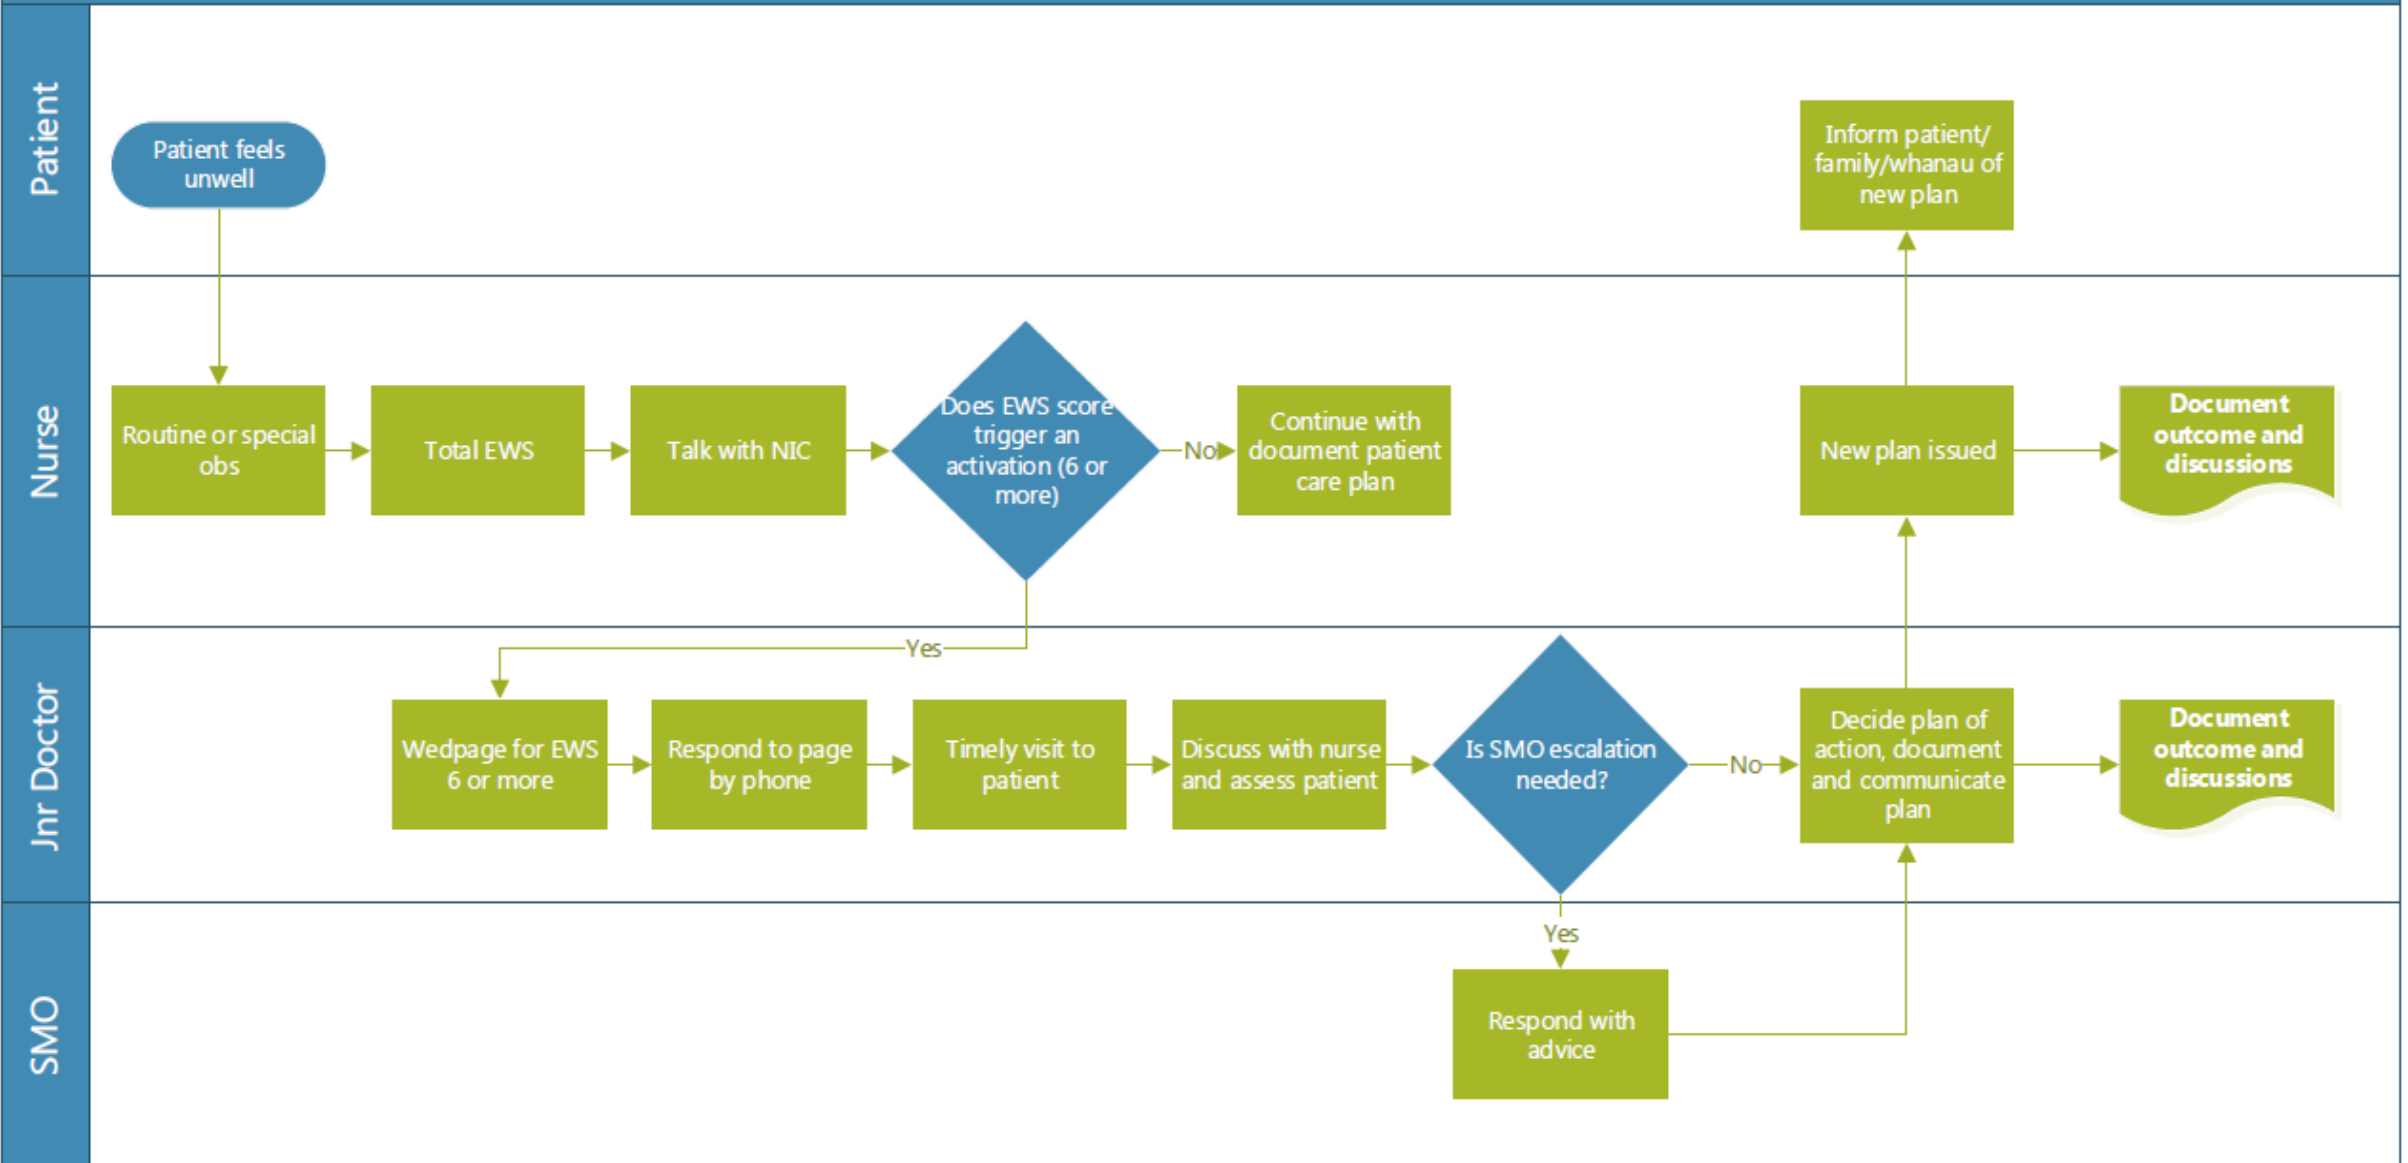 Patient
Patient feels
unwell
Inform patient/
family/whanau of
new plan
Nurse
Routine or special
obs
Total EWS
Talk with NIC
Does EWS score
trigger an
activation (6 or
more)
No
Continue with
document patient
care plan
New plan issued
Document
outcome and
discussions
Yes
Jnr Doctor
Wedpage for EWS
6 or more
Respond to page
by phone
Timely visit to
patient
Discuss with nurse
and assess patient
Is SMO escalation
needed?
No
Decide plan of
action, document
and communicate
plan
Document
outcome and
discussions
Yes
SMO
Respond with
advice